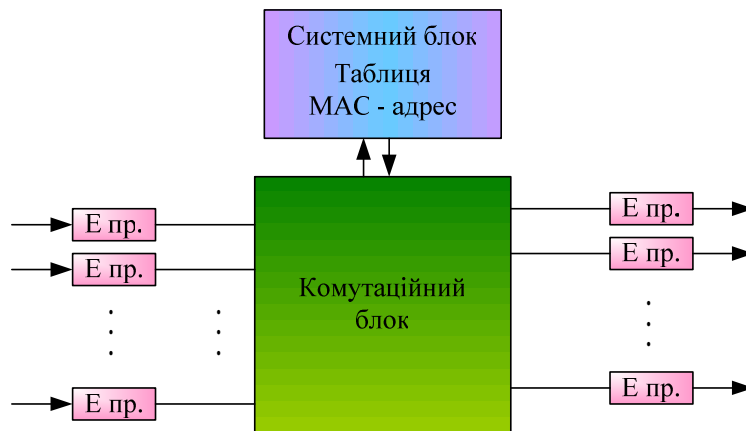 Системний блок
Таблиця
МАС - адрес
Е пр.
Е пр.
Е пр.
Комутаційний
блок
Е пр.
Е пр.
Е пр.